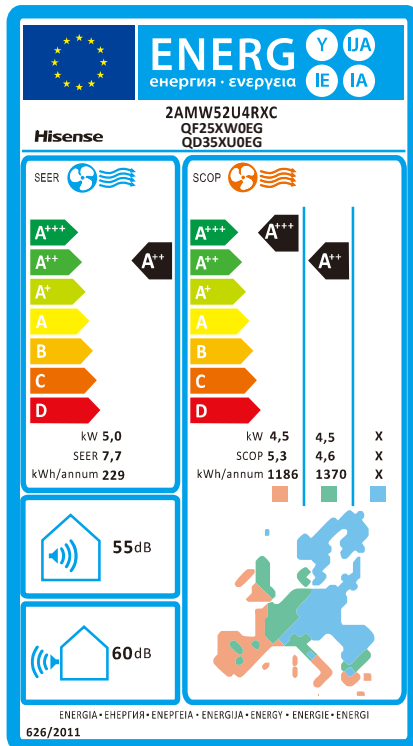 ENERG Y IJA
енергия · ενεργεια IE IA
2AMW52U4RXC
Hisense QF25XW0EG
QD35XU0EG
SEER
SCOP
A+++
A++
A+
A
B
C
D
A++
A+++
A++
A+
A
B
C
D
A+++
A++
kW 5,0
SEER 7,7
kWh/annum 229
kW 4,5 4,5 X
SCOP 5,3 4,6 X
kWh/annum 1186 1370 X
55dB
60dB
ENERGIA • ЕНЕРГИЯ • ΕΝΕΡΓΕΙΑ • ENERGIJA • ENERGY • ENERGIE • ENERGI
626/2011